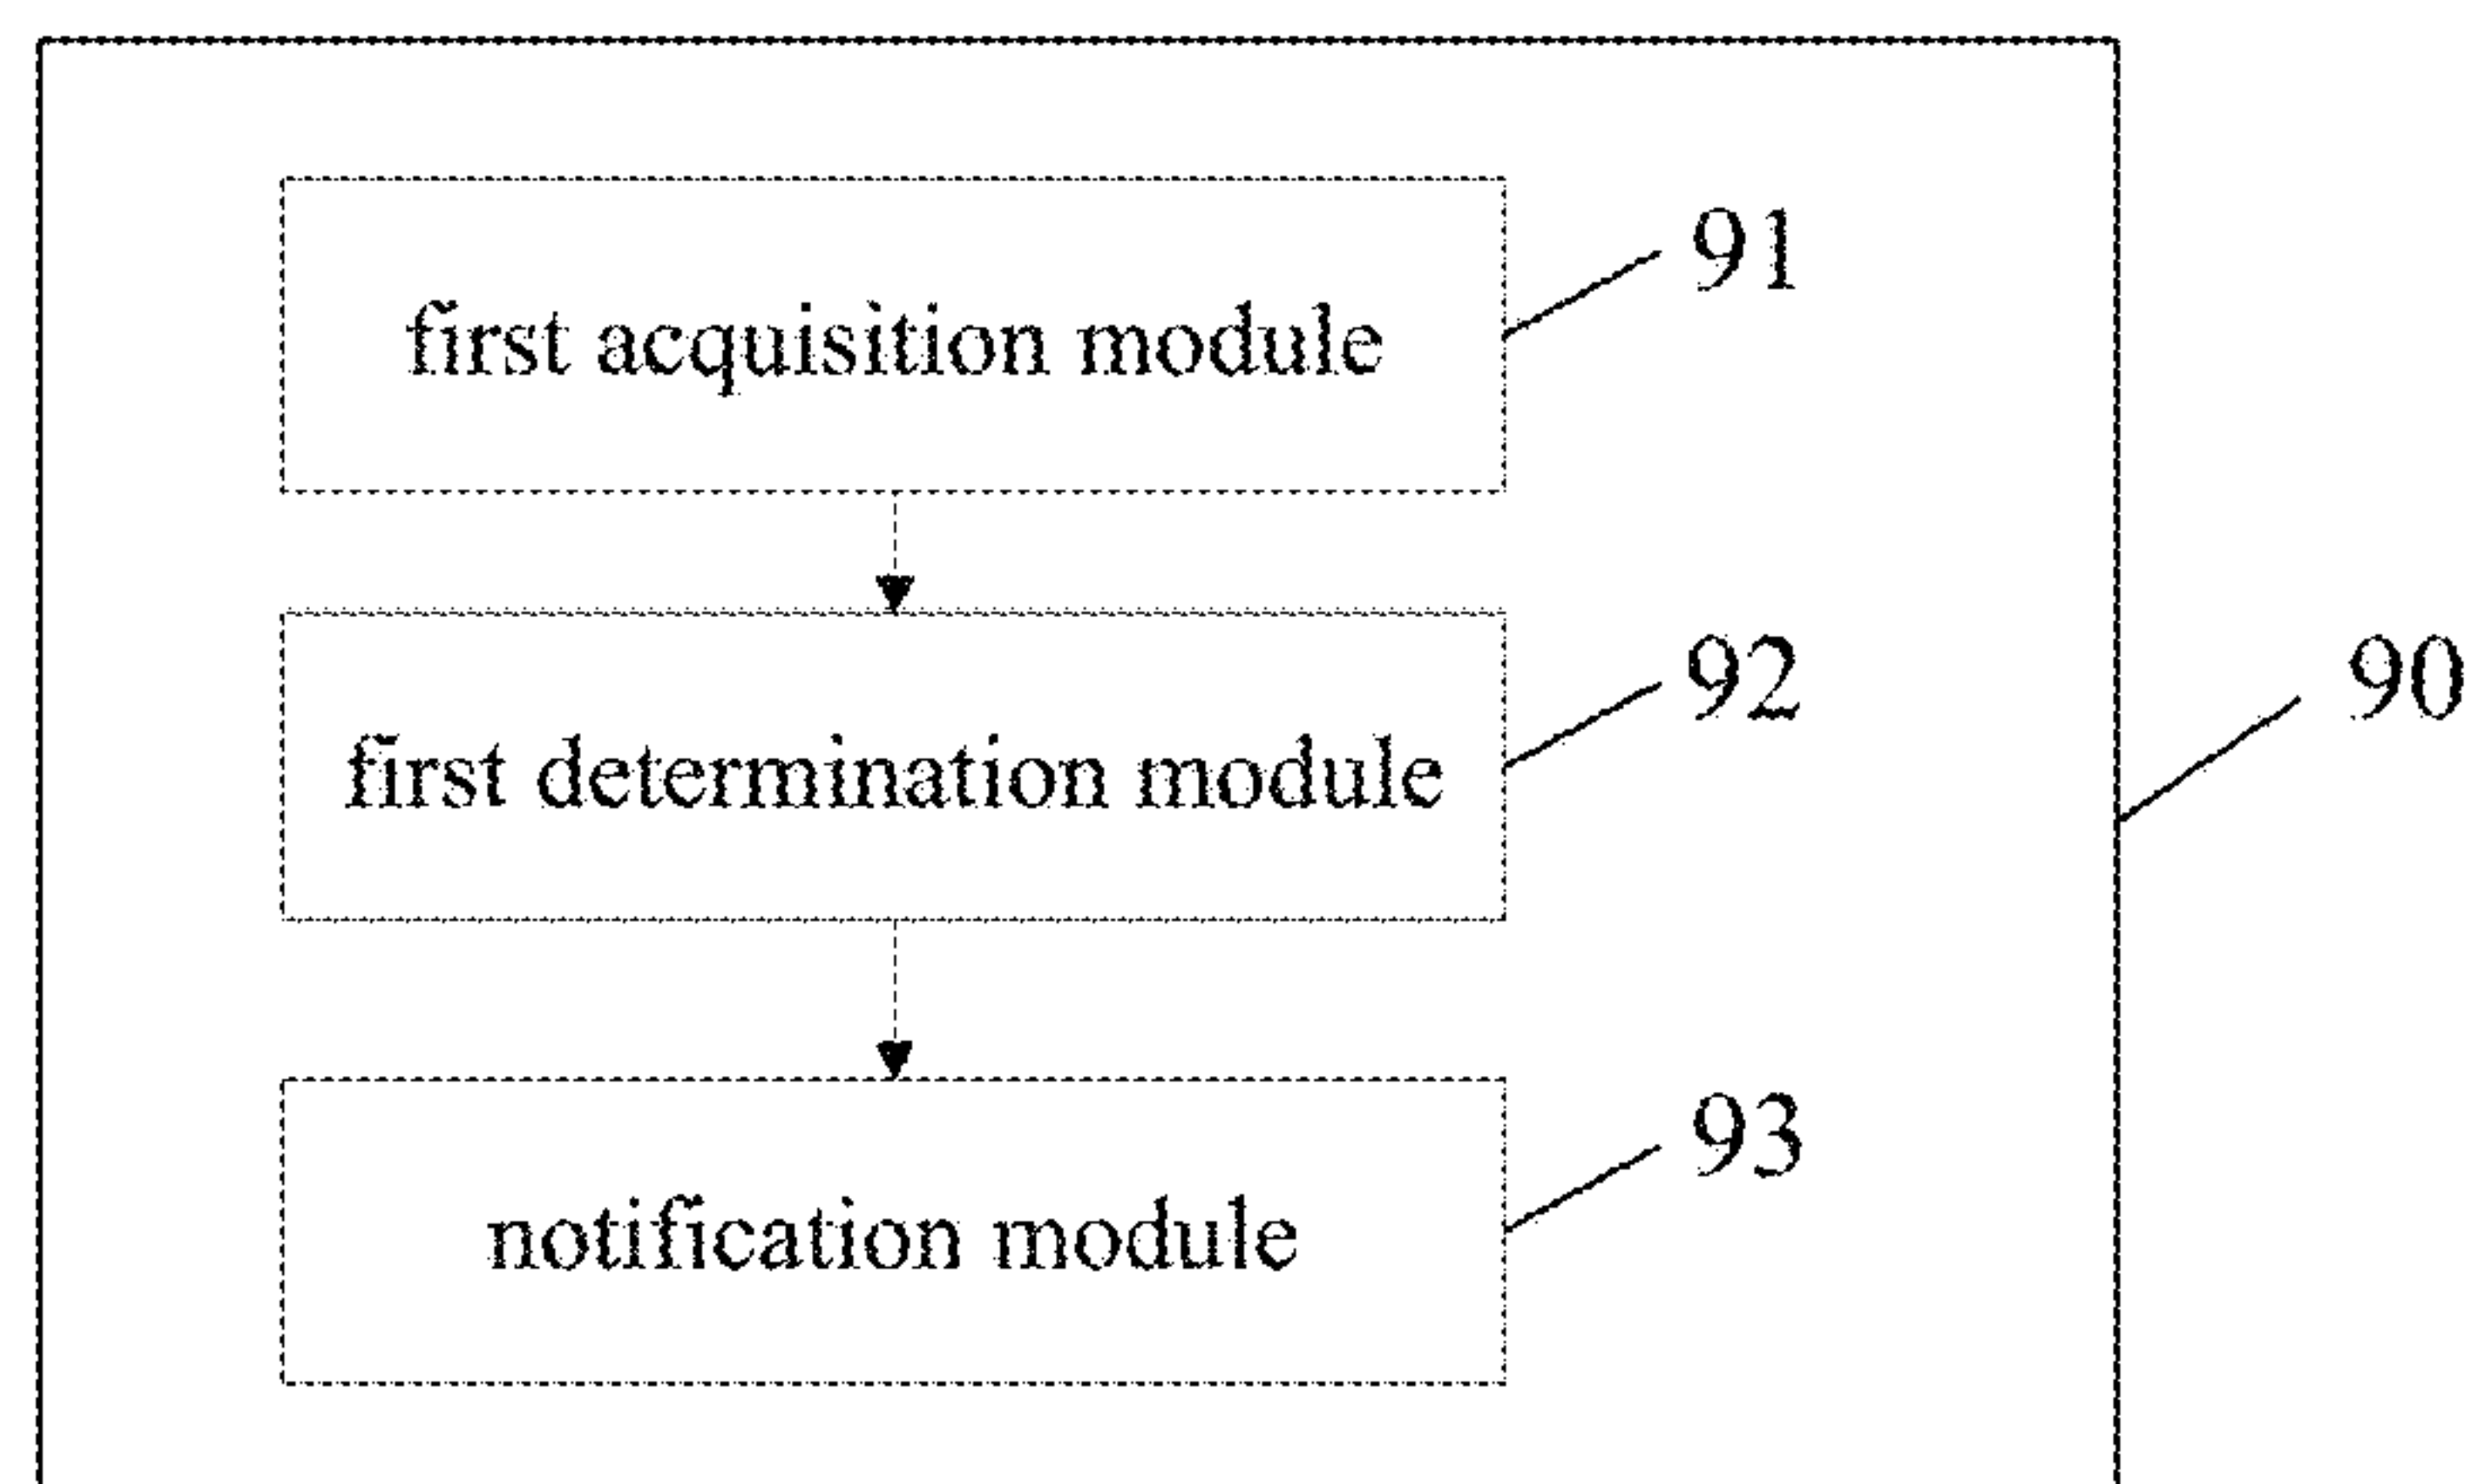 91
first acquisition module
92
90
first determination module
93
notification module